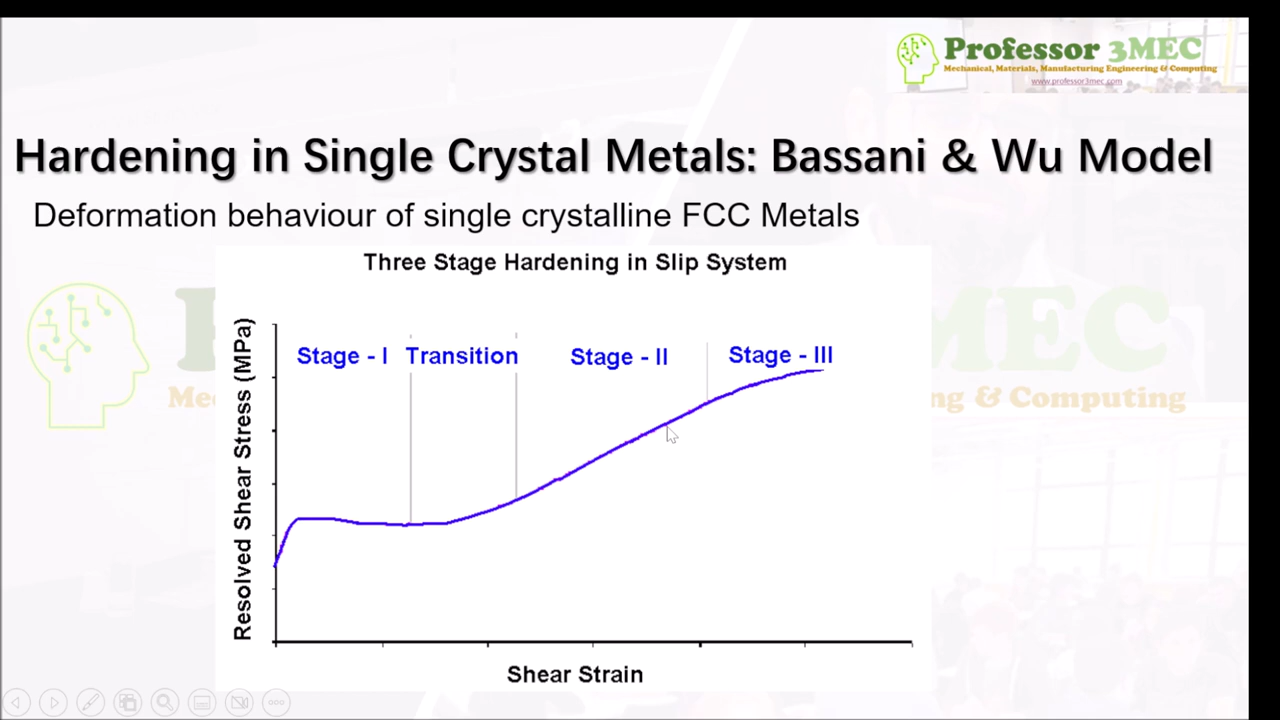 Professor 3MEC
Mechanical, Materials, Manufacturing Engineering & Computing
www.professor3mec.com
Hardening in Single Crystal Metals: Bassani & Wu Model
Deformation behaviour of single crystalline FCC Metals
Three Stage Hardening in Slip System
Stage - I
Transition
Stage - II
Stage - III
Resolved Shear Stress (MPa)
Shear Strain
MEC
ng & Computing